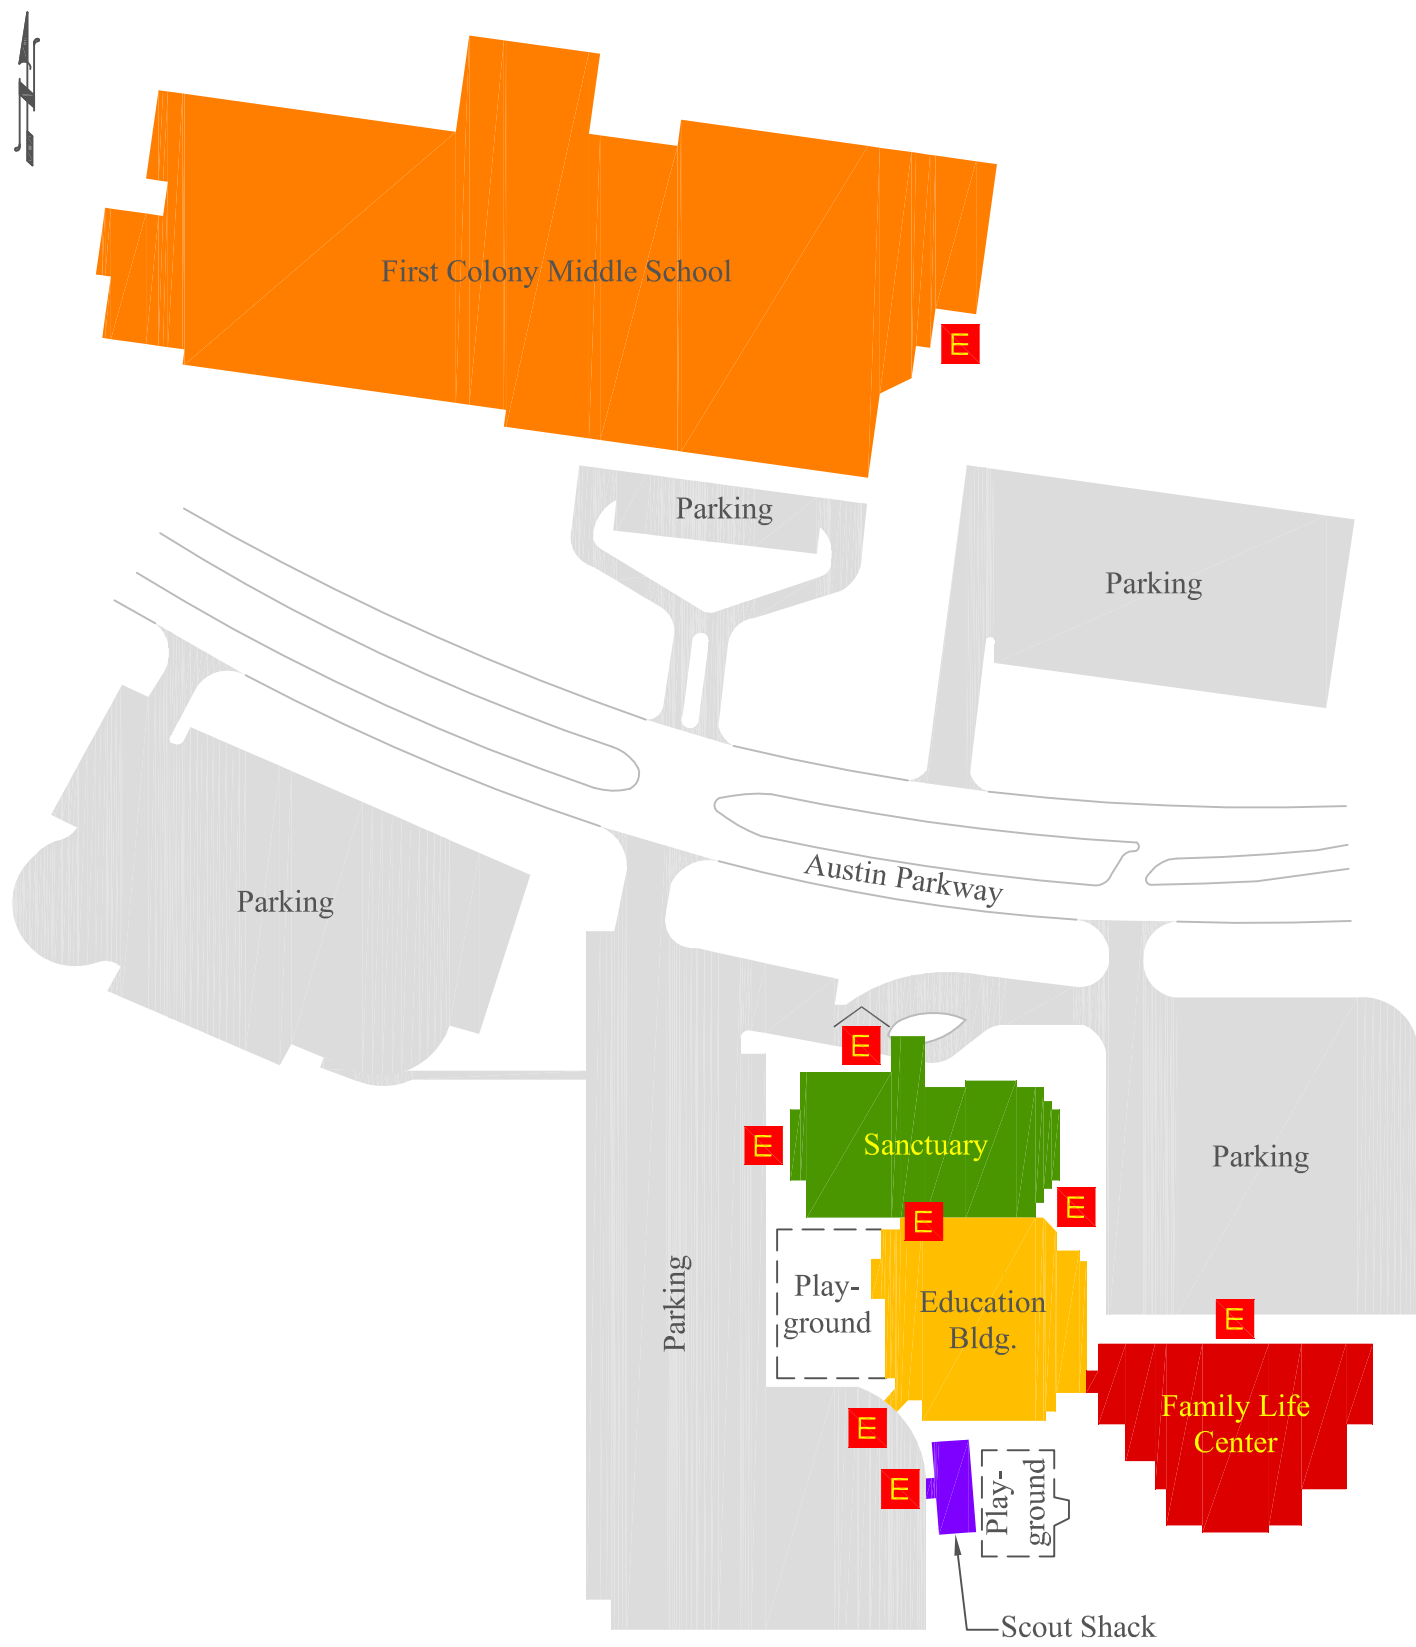 N
First Colony Middle School
E
Parking
Parking
Austin Parkway
Parking
E
E
Sanctuary
Parking
E
E
Parking
Play-
ground
Education
Bldg.
E
Family Life
Center
E
E
Play-
ground
Scout Shack